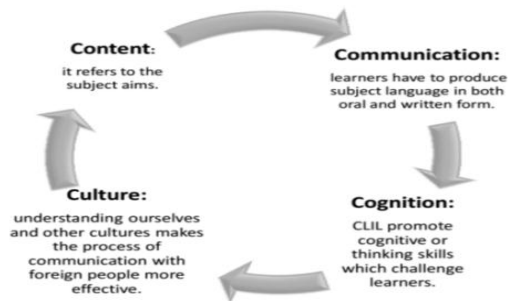 Content:
it refers to the
subject aims.
Communication:
learners have to produce
subject language in both
oral and written form.
Cognition:
CLIL promote
cognitive or
thinking skills
which challenge
learners.
Culture:
understanding ourselves
and other cultures makes
the process of
communication with
foreign people more
effective.